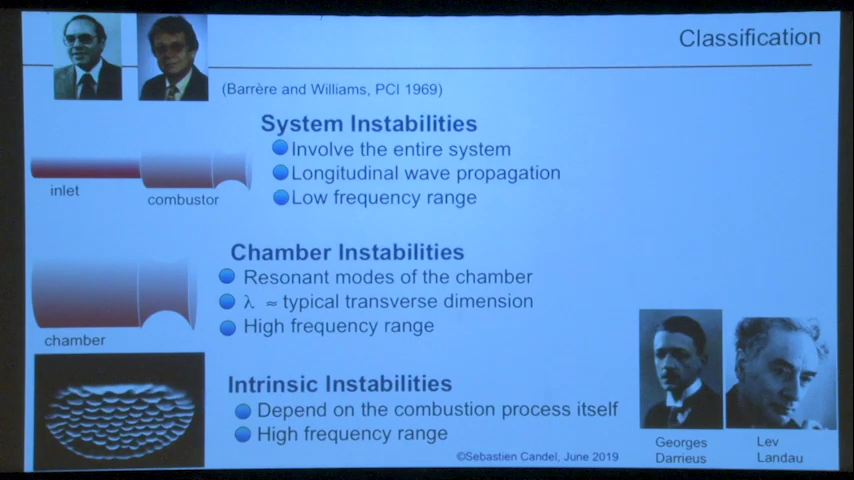 Classification
(Barrère and Williams, PCI 1969)
System Instabilities
Involve the entire system
Longitudinal wave propagation
Low frequency range
inlet
combustor
Chamber Instabilities
Resonant modes of the chamber
λ ≈ typical transverse dimension
High frequency range
chamber
Intrinsic Instabilities
Depend on the combustion process itself
High frequency range
©Sebastien Candel, June 2019
Georges
Darrieus
Lev
Landau